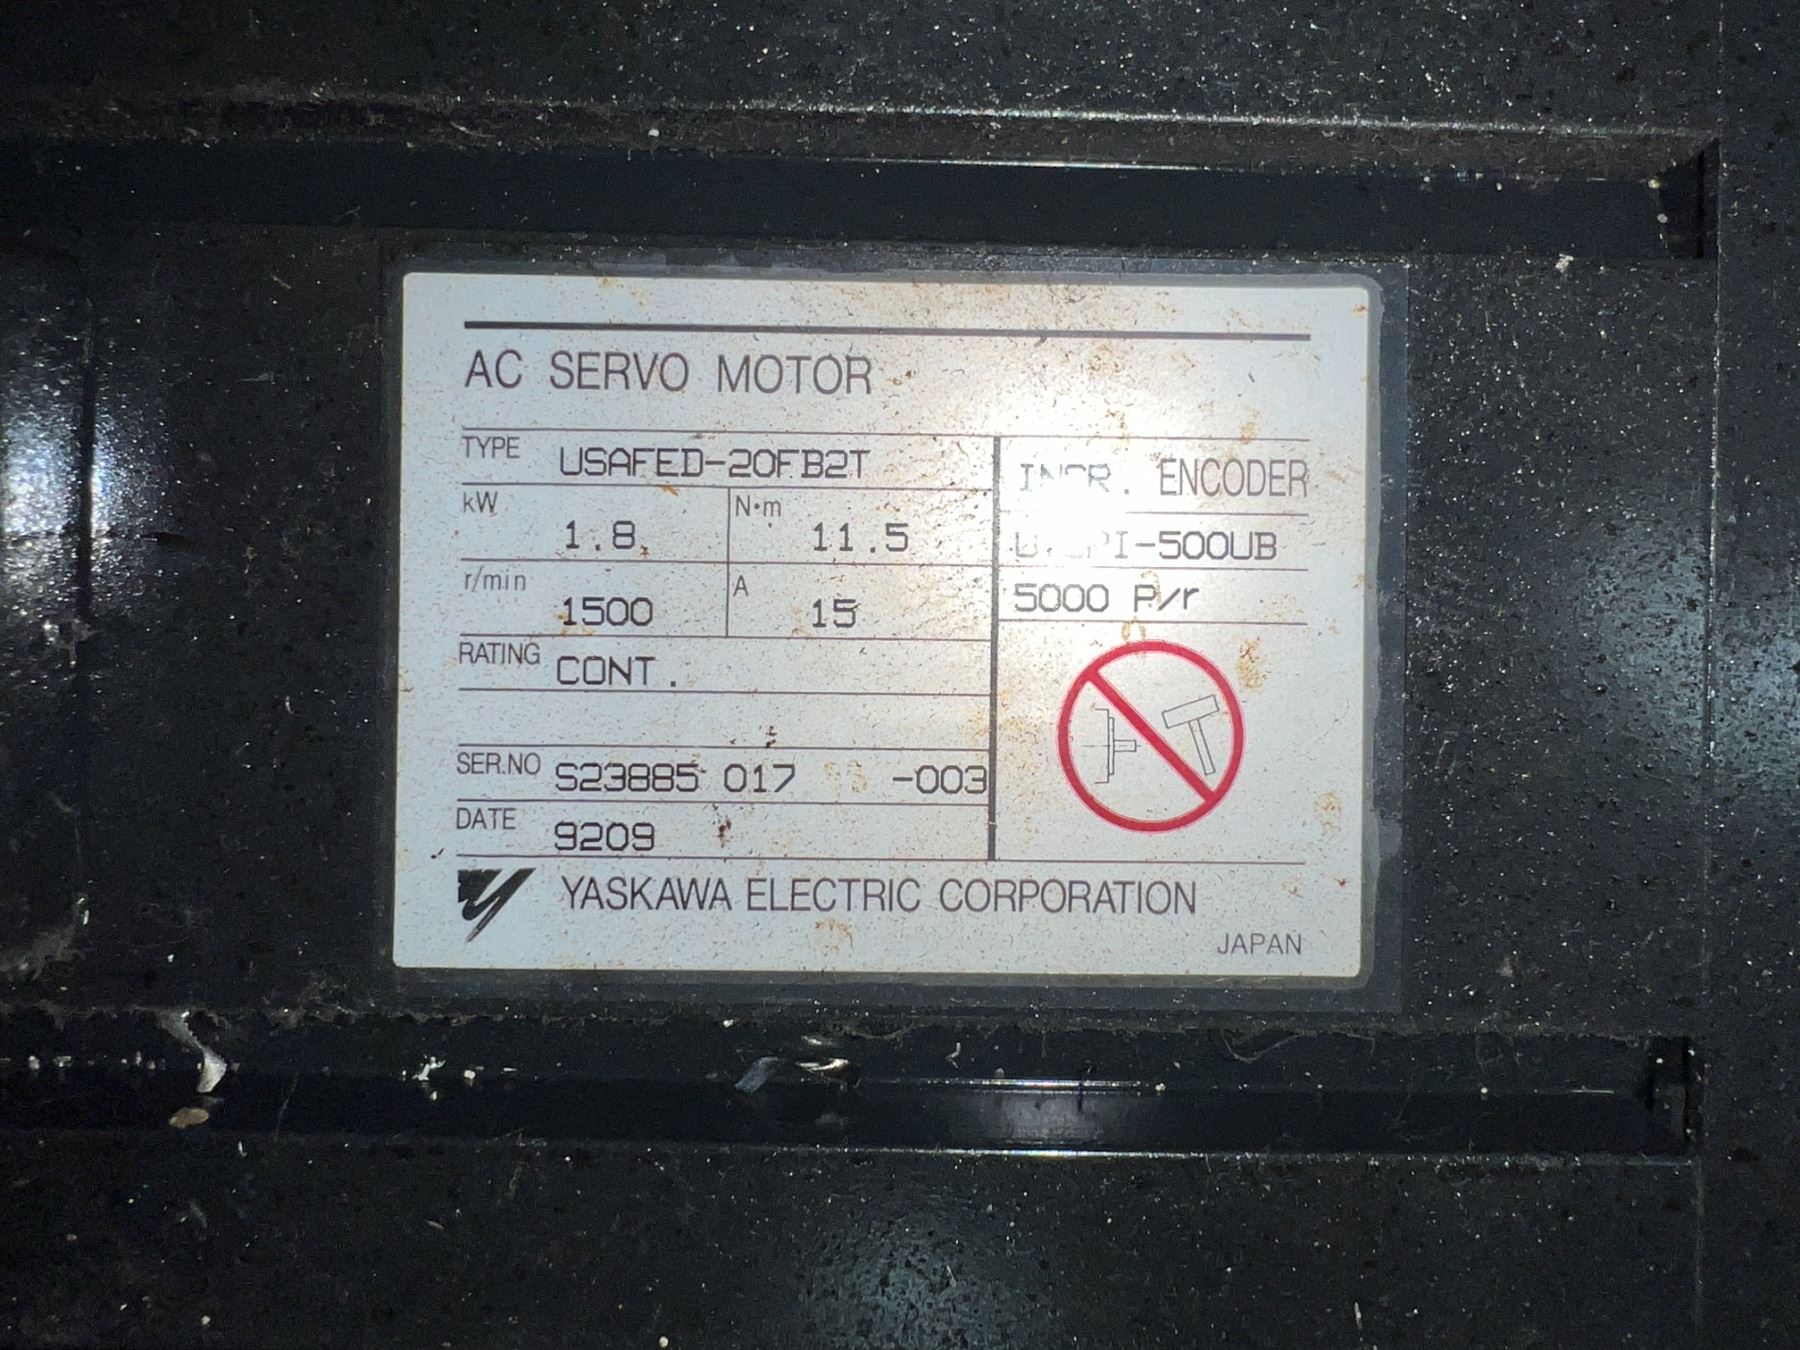 AC SERVO MOTOR
TYPE USAFED-20FB2T
kW 1.8 N·m 11.5
r/min 1500 A 15
RATING CONT.
SER.NO S23885 017 -003
DATE 9209
INCR. ENCODER
5000 P/r
YASKAWA ELECTRIC CORPORATION
JAPAN